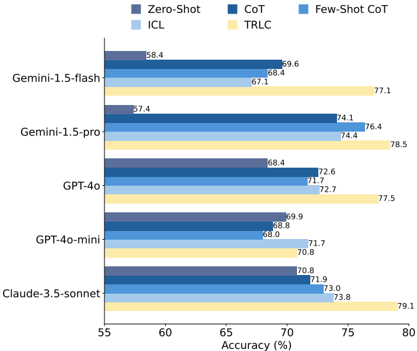 Zero-Shot CoT Few-Shot CoT
ICL TRLC
Gemini-1.5-flash 58.4 69.6 68.4 67.1 77.1
Gemini-1.5-pro 57.4 74.1 76.4 74.4 78.5
GPT-4o 68.4 72.6 71.7 72.7 77.5
GPT-4o-mini 69.9 68.8 68.0 71.7 70.8
Claude-3.5-sonnet 70.8 71.9 73.0 73.8 79.1
55 60 65 70 75 80
Accuracy (%)